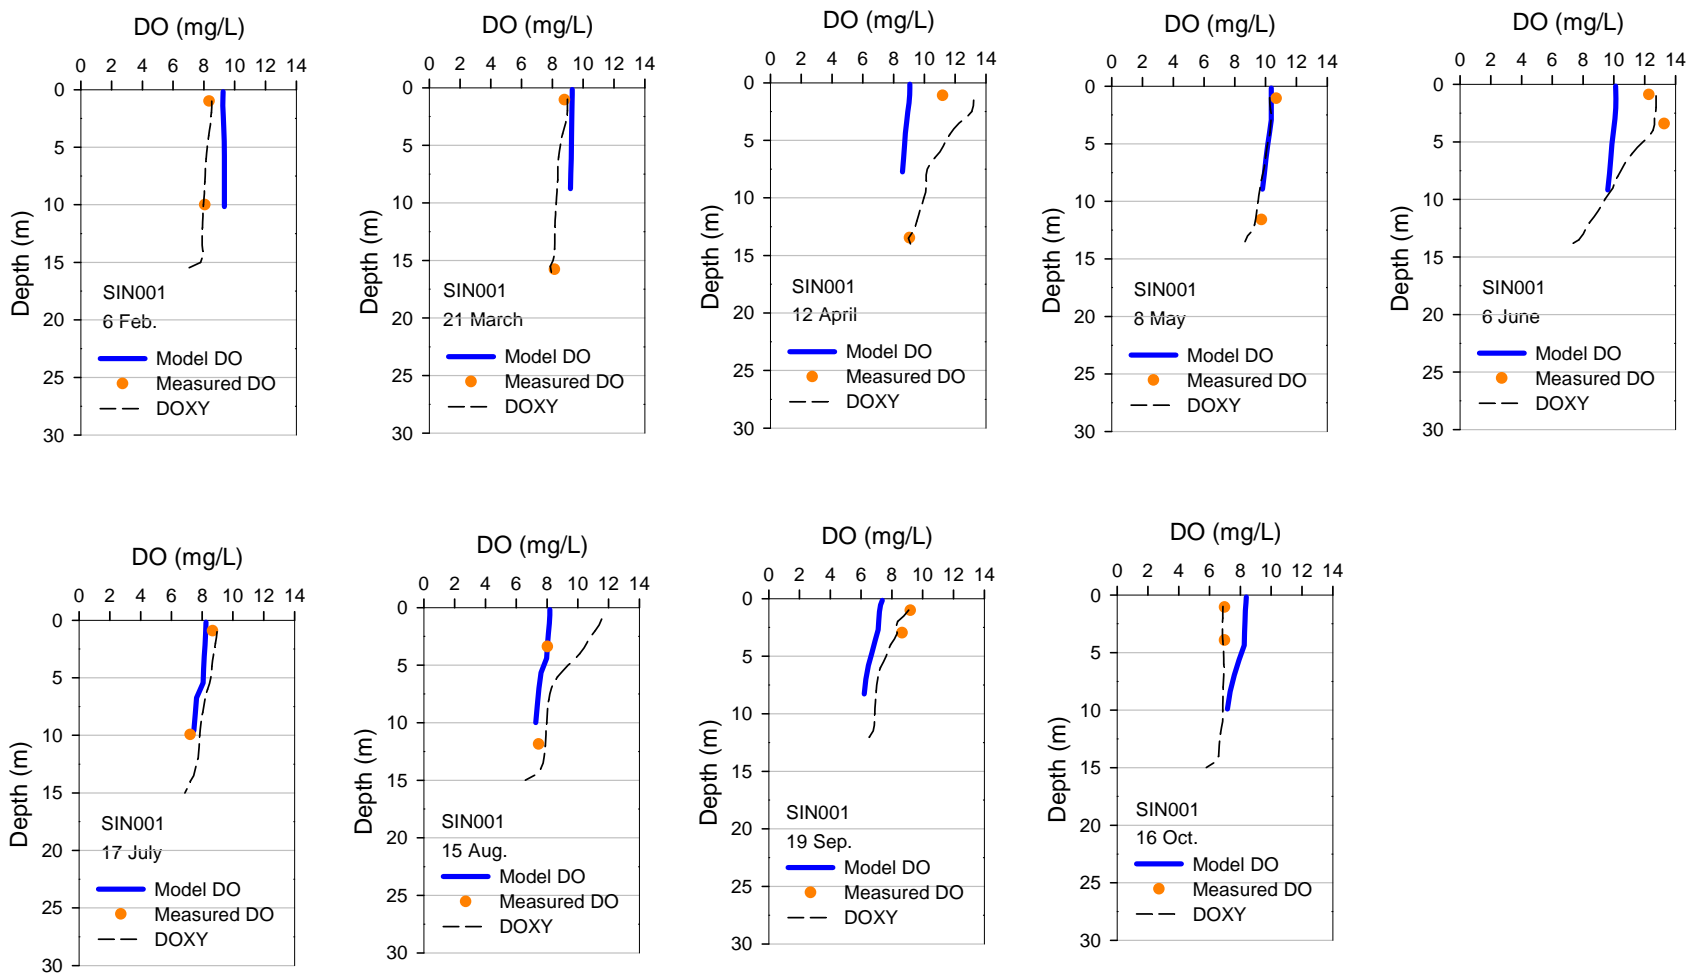 DO (mg/L)
0 2 4 6 8 10 12 14
0
5
10
15
20
25
30
Depth (m)
SIN001
6 Feb.
Model DO
Measured DO
DOXY
DO (mg/L)
0 2 4 6 8 10 12 14
0
5
10
15
20
25
30
Depth (m)
SIN001
21 March
Model DO
Measured DO
DOXY
DO (mg/L)
0 2 4 6 8 10 12 14
0
5
10
15
20
25
30
Depth (m)
SIN001
12 April
Model DO
Measured DO
DOXY
DO (mg/L)
0 2 4 6 8 10 12 14
0
5
10
15
20
25
30
Depth (m)
SIN001
8 May
Model DO
Measured DO
DOXY
DO (mg/L)
0 2 4 6 8 10 12 14
0
5
10
15
20
25
30
Depth (m)
SIN001
6 June
Model DO
Measured DO
DOXY
DO (mg/L)
0 2 4 6 8 10 12 14
0
5
10
15
20
25
30
Depth (m)
SIN001
17 July
Model DO
Measured DO
DOXY
DO (mg/L)
0 2 4 6 8 10 12 14
0
5
10
15
20
25
30
Depth (m)
SIN001
15 Aug.
Model DO
Measured DO
DOXY
DO (mg/L)
0 2 4 6 8 10 12 14
0
5
10
15
20
25
30
Depth (m)
SIN001
19 Sep.
Model DO
Measured DO
DOXY
DO (mg/L)
0 2 4 6 8 10 12 14
0
5
10
15
20
25
30
Depth (m)
SIN001
16 Oct.
Model DO
Measured DO
DOXY